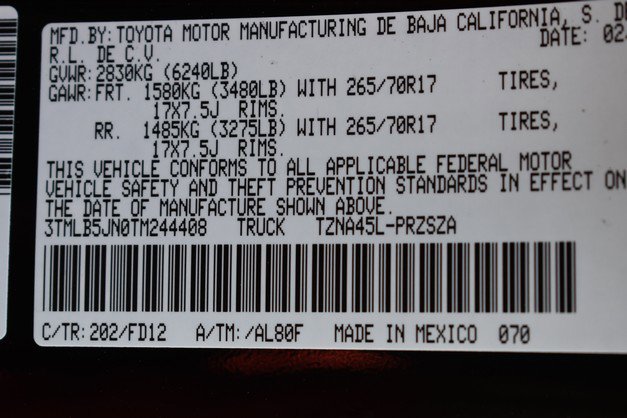 MFD.BY:TOYOTA MOTOR MANUFACTURING DE BAJA CALIFORNIA, S. DE
R.L. DE C.V. DATE: 02
GVWR:2830KG (6240LB)
GAWR:FRT. 1580KG (3480LB) WITH 265/70R17 TIRES,
17X7.5J RIMS.
RR. 1485KG (3275LB) WITH 265/70R17 TIRES,
17X7.5J RIMS.
THIS VEHICLE CONFORMS TO ALL APPLICABLE FEDERAL MOTOR
VEHICLE SAFETY AND THEFT PREVENTION STANDARDS IN EFFECT ON
THE DATE OF MANUFACTURE SHOWN ABOVE.
3TMLB5JN0TM244408 TRUCK TZNA45L-PRZSZA
C/TR:202/FD12 A/TM:/AL80F MADE IN MEXICO 070